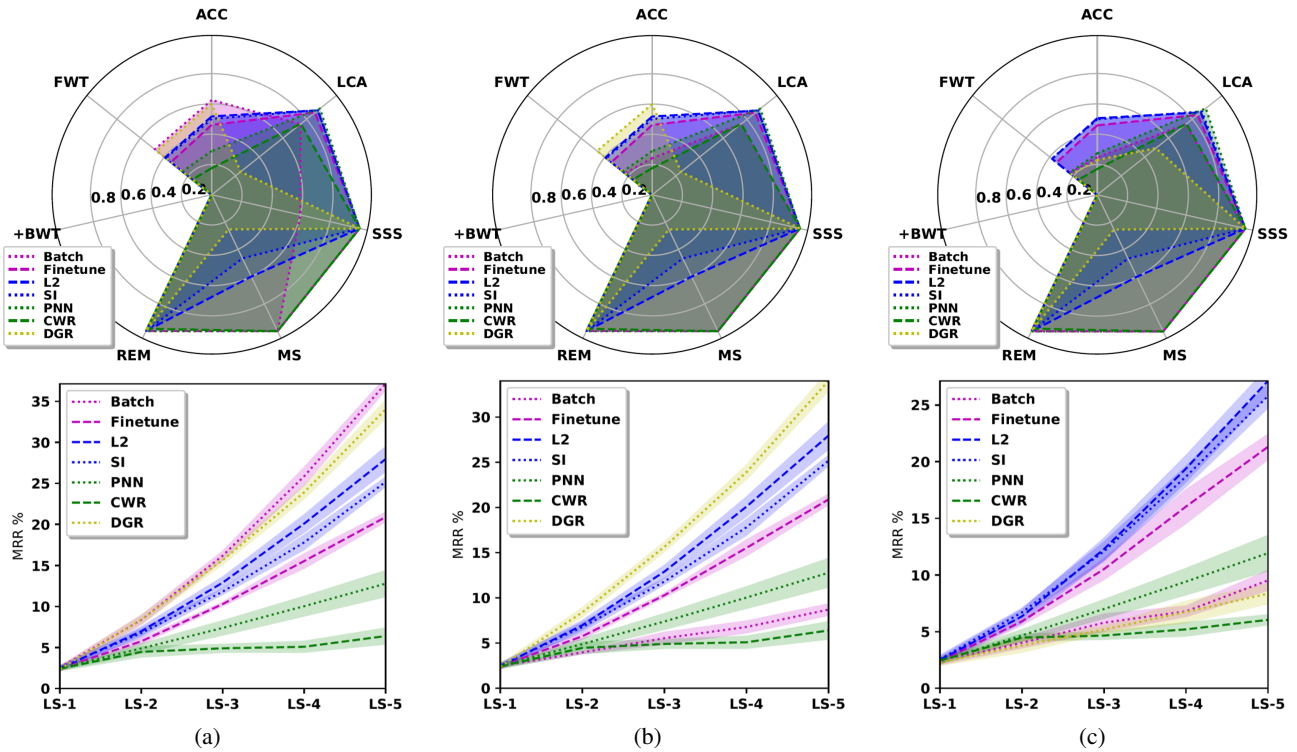 ACC
FWT
LCA
0.8 0.6 0.4 0.2
+BWT
SSS
REM
MS
Batch
Finetune
L2
SI
PNN
CWR
DGR
ACC
FWT
LCA
0.8 0.6 0.4 0.2
+BWT
SSS
REM
MS
Batch
Finetune
L2
SI
PNN
CWR
DGR
ACC
FWT
LCA
0.8 0.6 0.4 0.2
+BWT
SSS
REM
MS
Batch
Finetune
L2
SI
PNN
CWR
DGR
MRR %
35
30
25
20
15
10
5
0
Batch
Finetune
L2
SI
PNN
CWR
DGR
LS-1 LS-2 LS-3 LS-4 LS-5
(a)
MRR %
30
25
20
15
10
5
0
Batch
Finetune
L2
SI
PNN
CWR
DGR
LS-1 LS-2 LS-3 LS-4 LS-5
(b)
MRR %
25
20
15
10
5
0
Batch
Finetune
L2
SI
PNN
CWR
DGR
LS-1 LS-2 LS-3 LS-4 LS-5
(c)